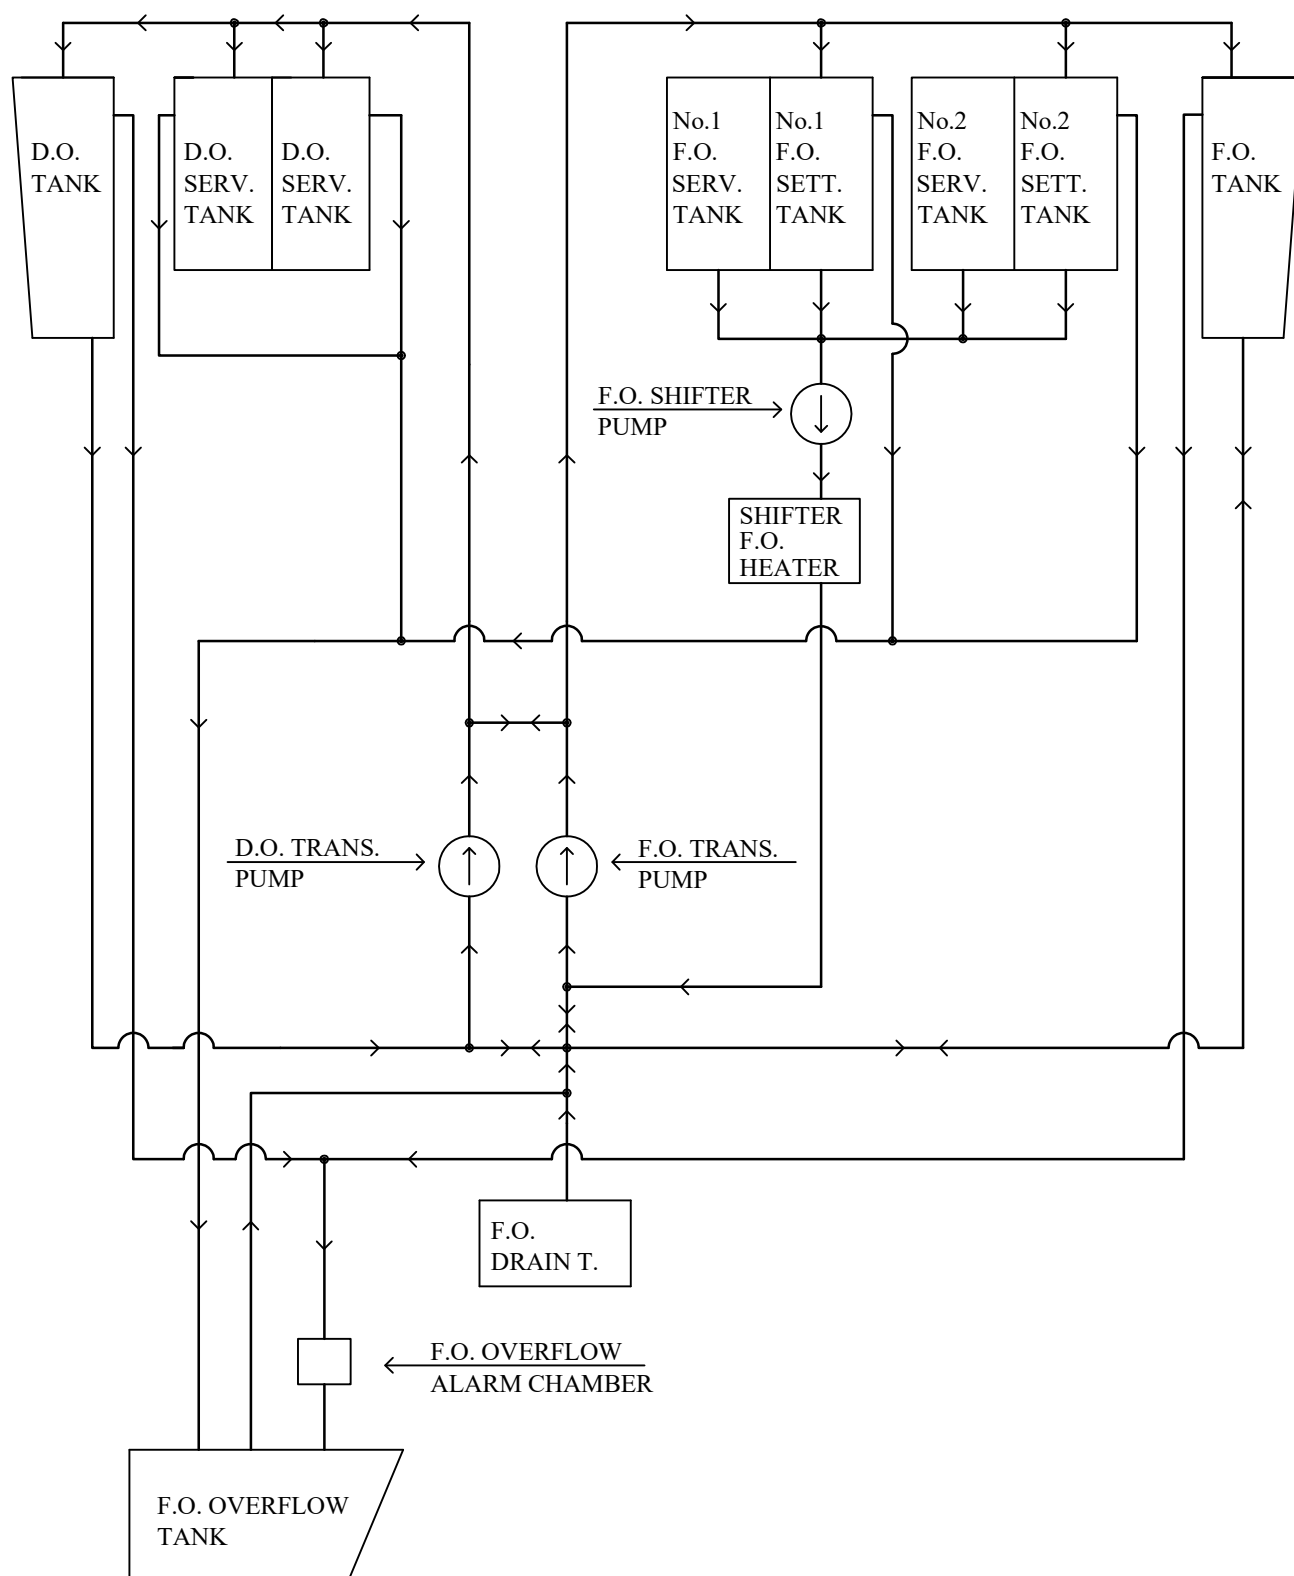 D.O.
TANK
D.O.
SERV.
TANK
D.O.
SERV.
TANK
No.1
F.O.
SERV.
TANK
No.1
F.O.
SETT.
TANK
No.2
F.O.
SERV.
TANK
No.2
F.O.
SETT.
TANK
F.O.
TANK
F.O. SHIFTER
PUMP
SHIFTER
F.O.
HEATER
D.O. TRANS.
PUMP
F.O. TRANS.
PUMP
F.O.
DRAIN T.
F.O. OVERFLOW
ALARM CHAMBER
F.O. OVERFLOW
TANK